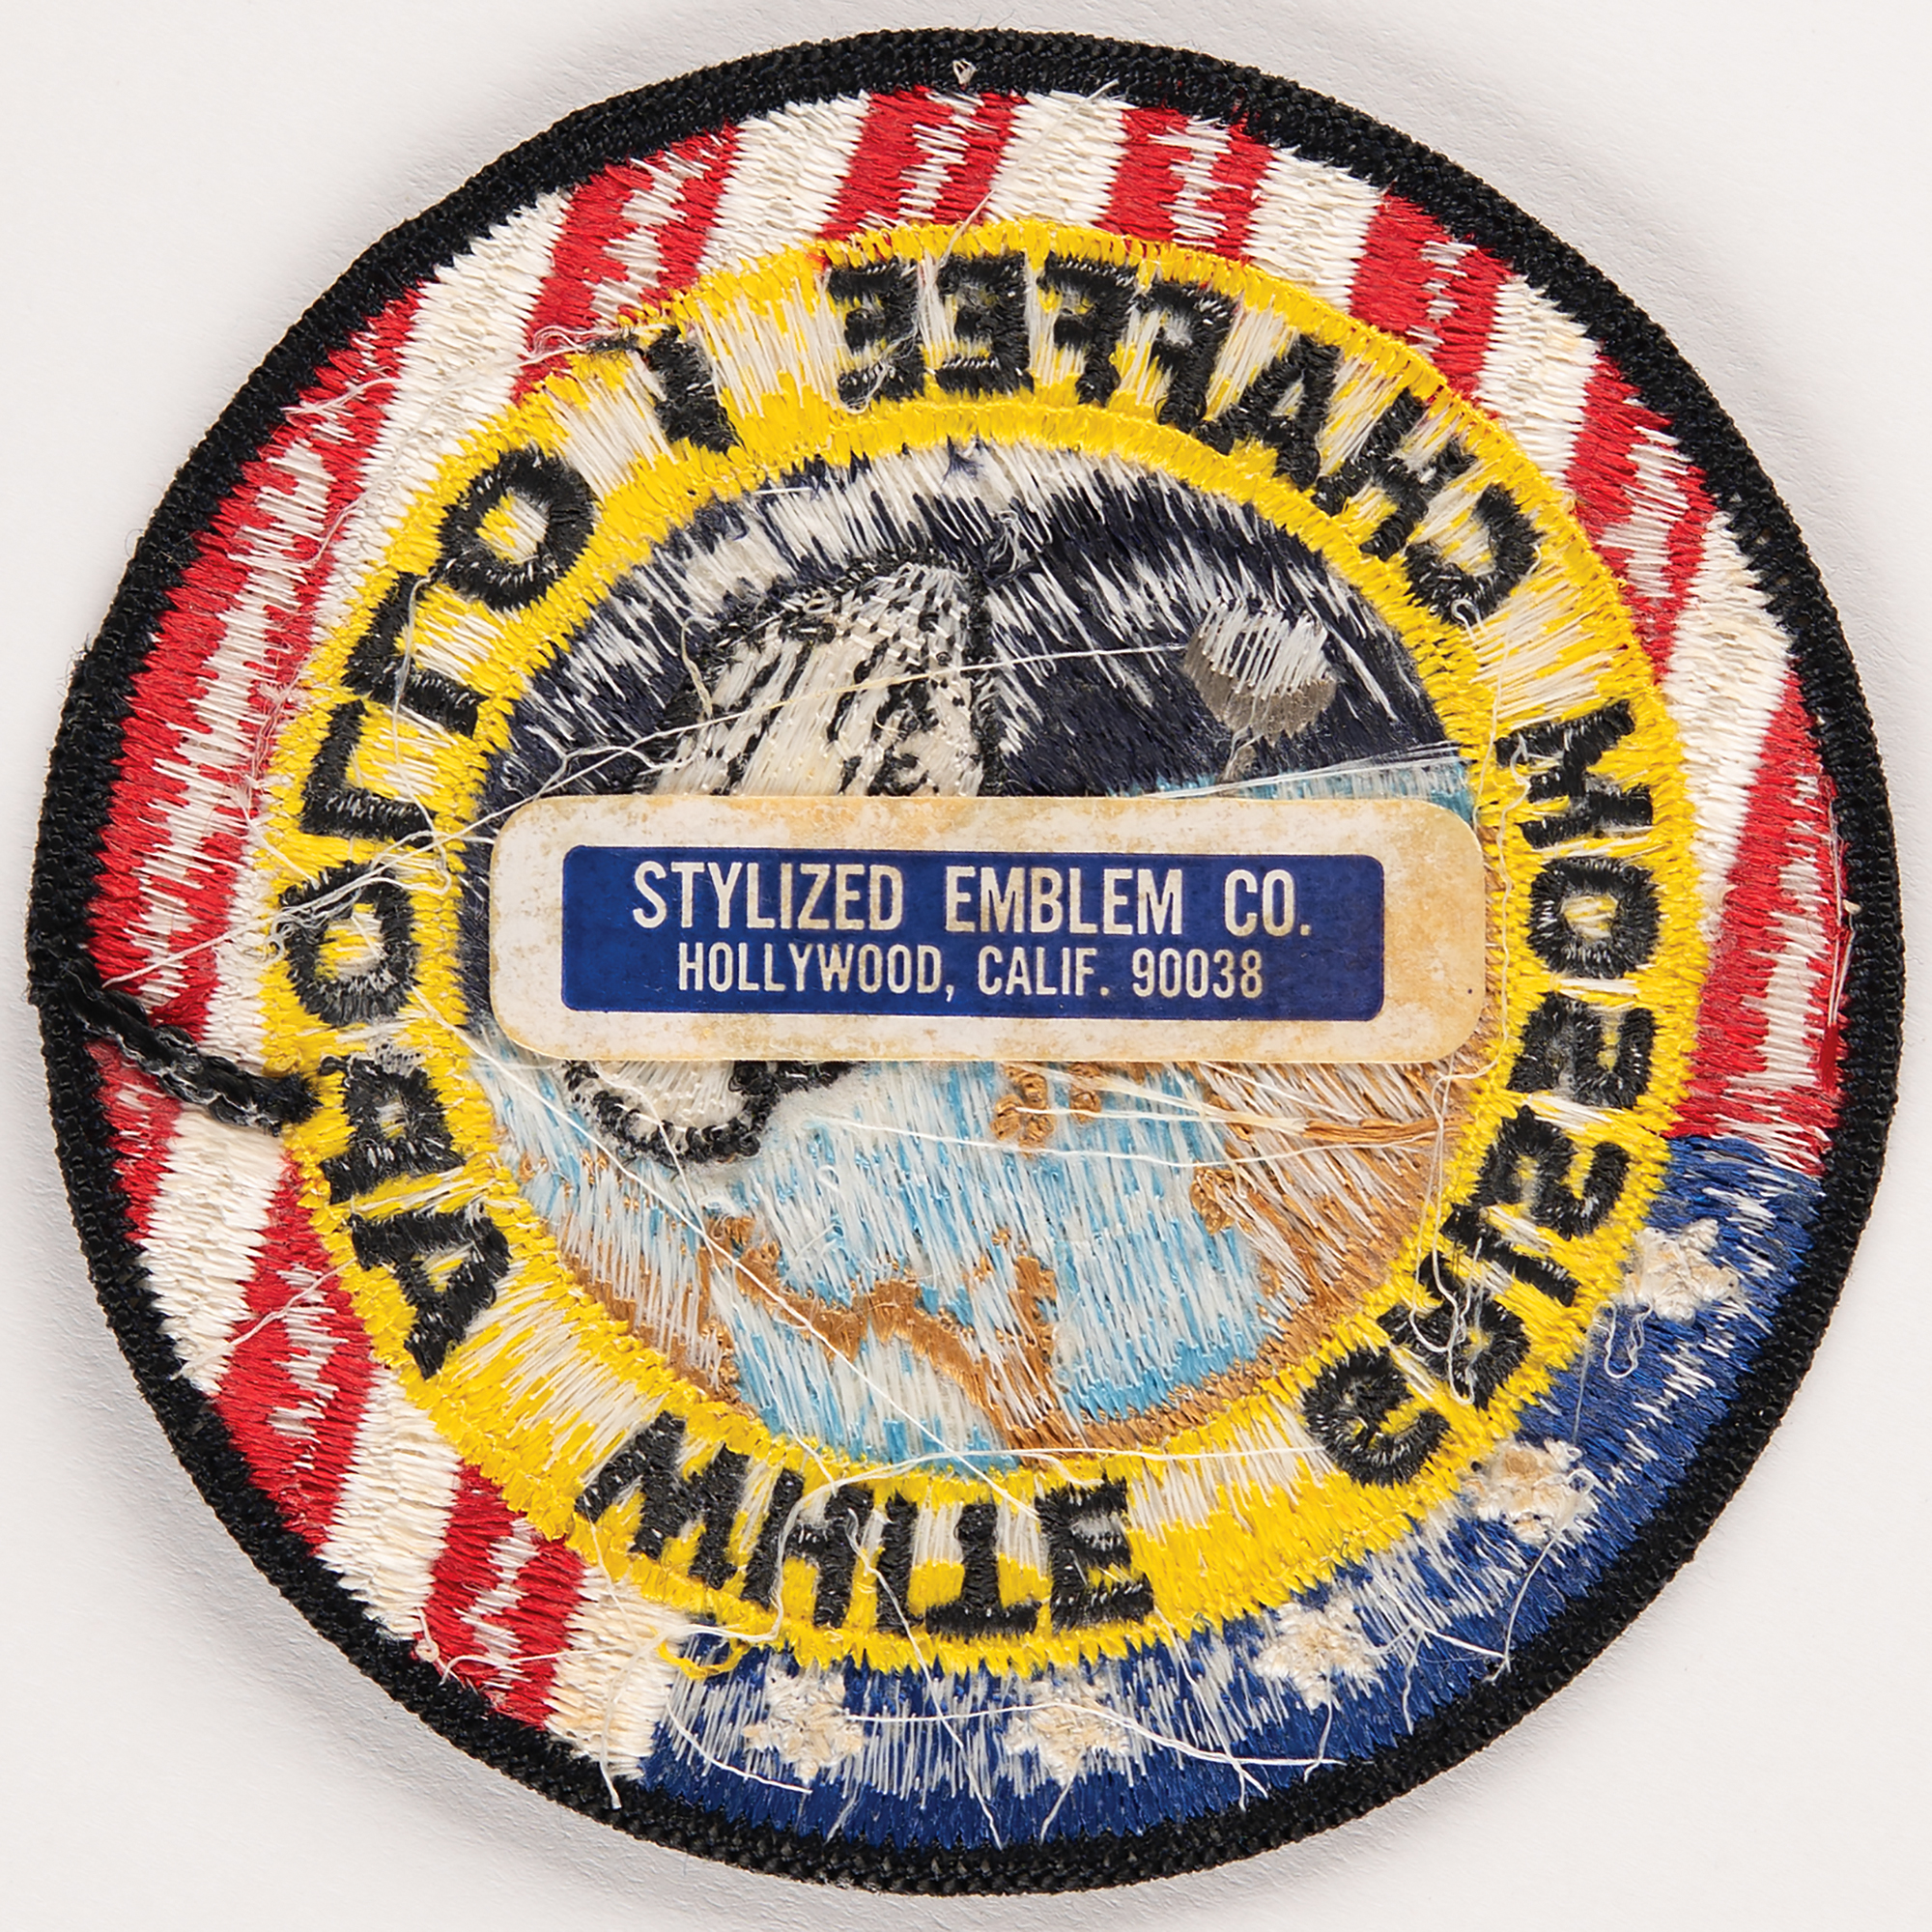 APOLLO 1
CHAFFEE
GRISSOM
WHITE
STYLIZED EMBLEM CO.
HOLLYWOOD, CALIF. 90038